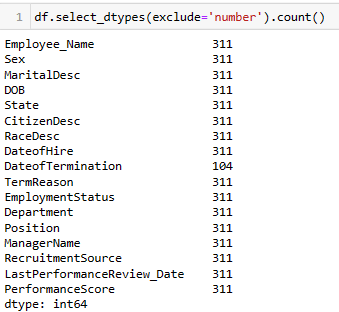 1 df.select_dtypes(exclude='number').count()
Employee_Name 311
Sex 311
MaritalDesc 311
DOB 311
State 311
CitizenDesc 311
RaceDesc 311
DateofHire 311
DateofTermination 104
TermReason 311
EmploymentStatus 311
Department 311
Position 311
ManagerName 311
RecruitmentSource 311
LastPerformanceReview_Date 311
PerformanceScore 311
dtype: int64